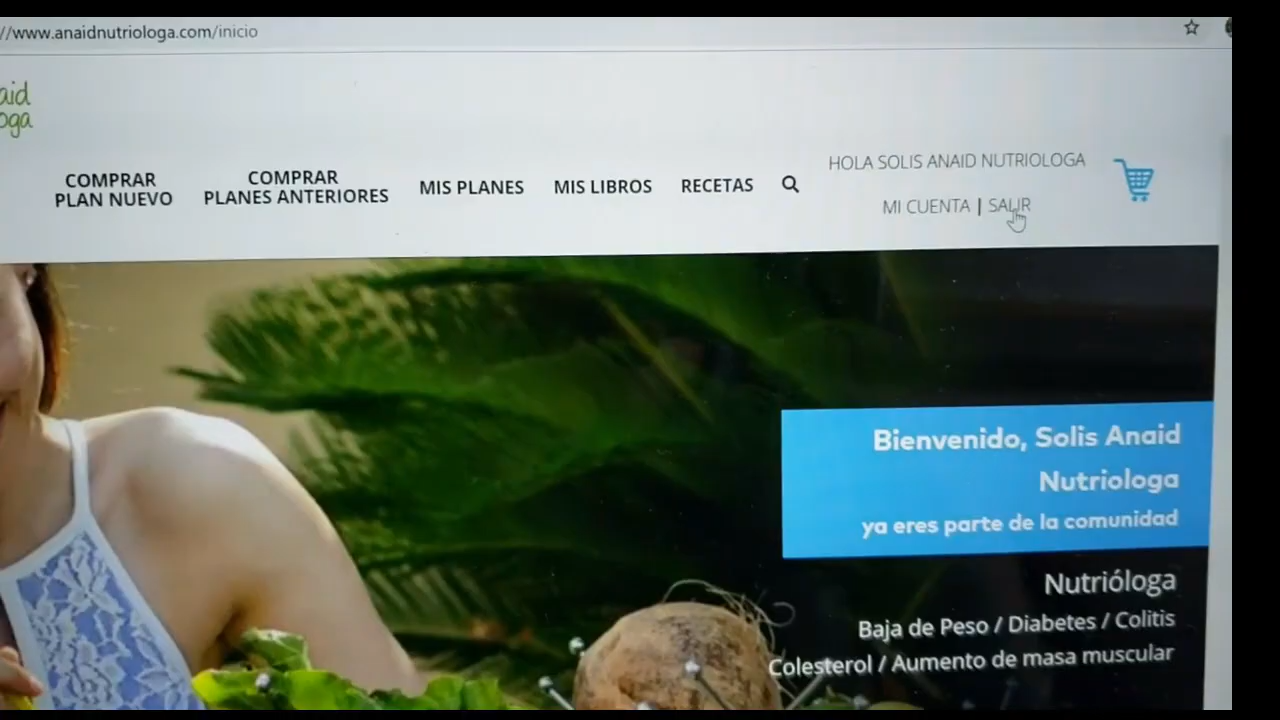 //www.anaidnutriologa.com/inicio
aid
oga
COMPRAR
PLAN NUEVO
COMPRAR
PLANES ANTERIORES
MIS PLANES
MIS LIBROS
RECETAS
HOLA SOLIS ANAID NUTRIOLOGA
MI CUENTA | SALIR
Bienvenido, Solis Anaid
Nutriologa
ya eres parte de la comunidad
Nutrióloga
Baja de Peso / Diabetes / Colitis
Colesterol / Aumento de masa muscular